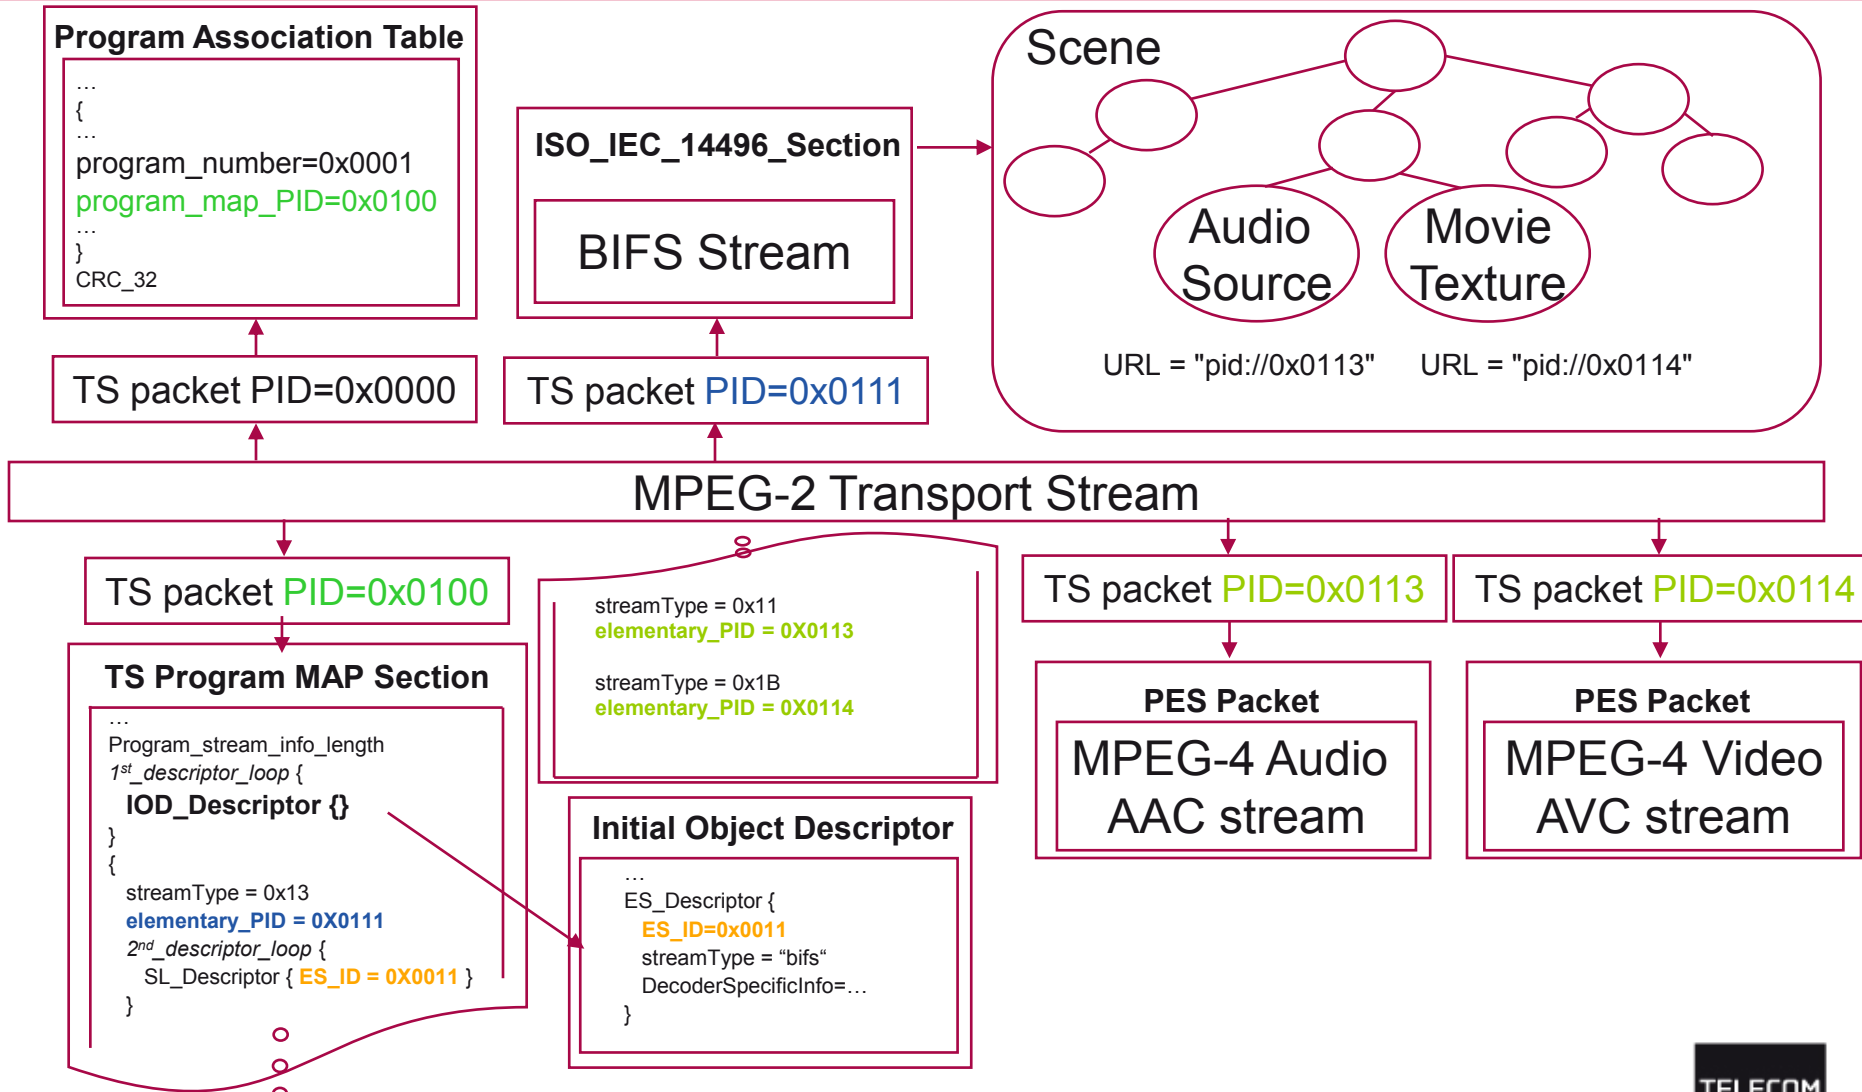 Program Association Table
…
{
…
program_number=0x0001
program_map_PID=0x0100
…
}
CRC_32
TS packet PID=0x0000
ISO_IEC_14496_Section
BIFS Stream
TS packet PID=0x0111
Scene
Audio
Source
Movie
Texture
URL = "pid://0x0113"
URL = "pid://0x0114"
MPEG-2 Transport Stream
TS packet PID=0x0100
TS Program MAP Section
…
Program_stream_info_length
1st_descriptor_loop {
IOD_Descriptor {}
}
{
streamType = 0x13
elementary_PID = 0X0111
2nd_descriptor_loop {
SL_Descriptor { ES_ID = 0X0011 }
}
streamType = 0x11
elementary_PID = 0X0113
streamType = 0x1B
elementary_PID = 0X0114
Initial Object Descriptor
…
ES_Descriptor {
ES_ID=0x0011
streamType = “bifs“
DecoderSpecificInfo=…
}
TS packet PID=0x0113
PES Packet
MPEG-4 Audio
AAC stream
TS packet PID=0x0114
PES Packet
MPEG-4 Video
AVC stream
TELECOM